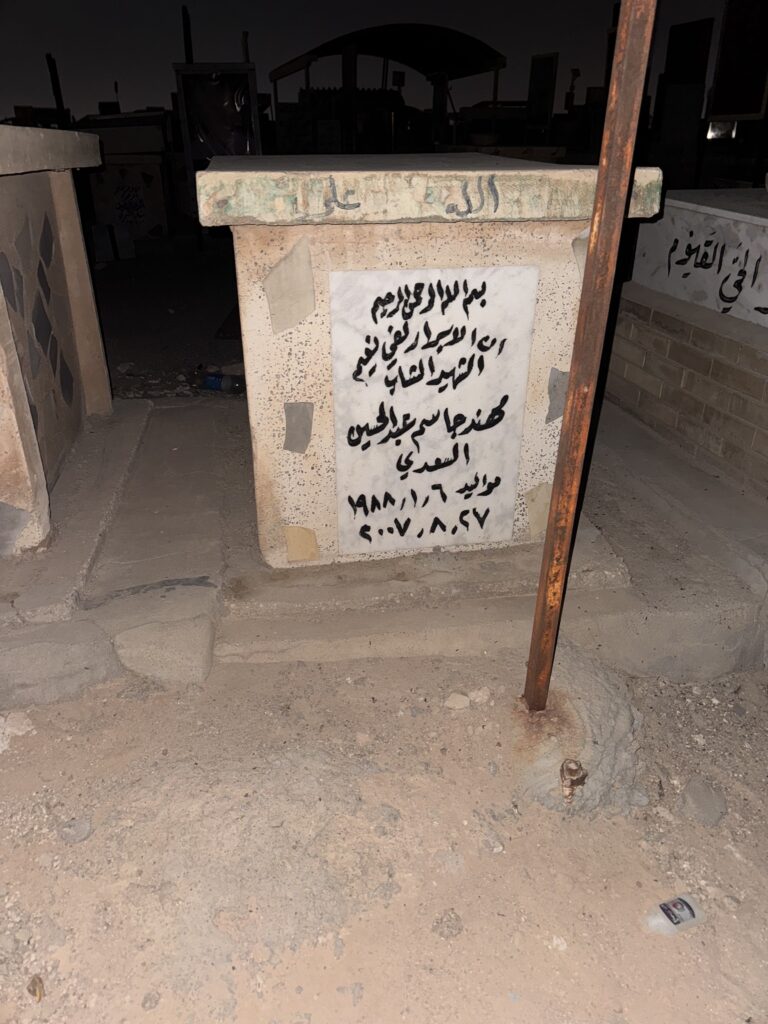 الله علي
بسم الله الرحمن الرحيم
ان الابرار لفي نعيم
الشهيد الشاب
مهند جاسم عبد الحسين
السعدي
مواليد ١٩٨٨/١/٦
٢٠٠٧/٨/٢٧
الحي القيوم